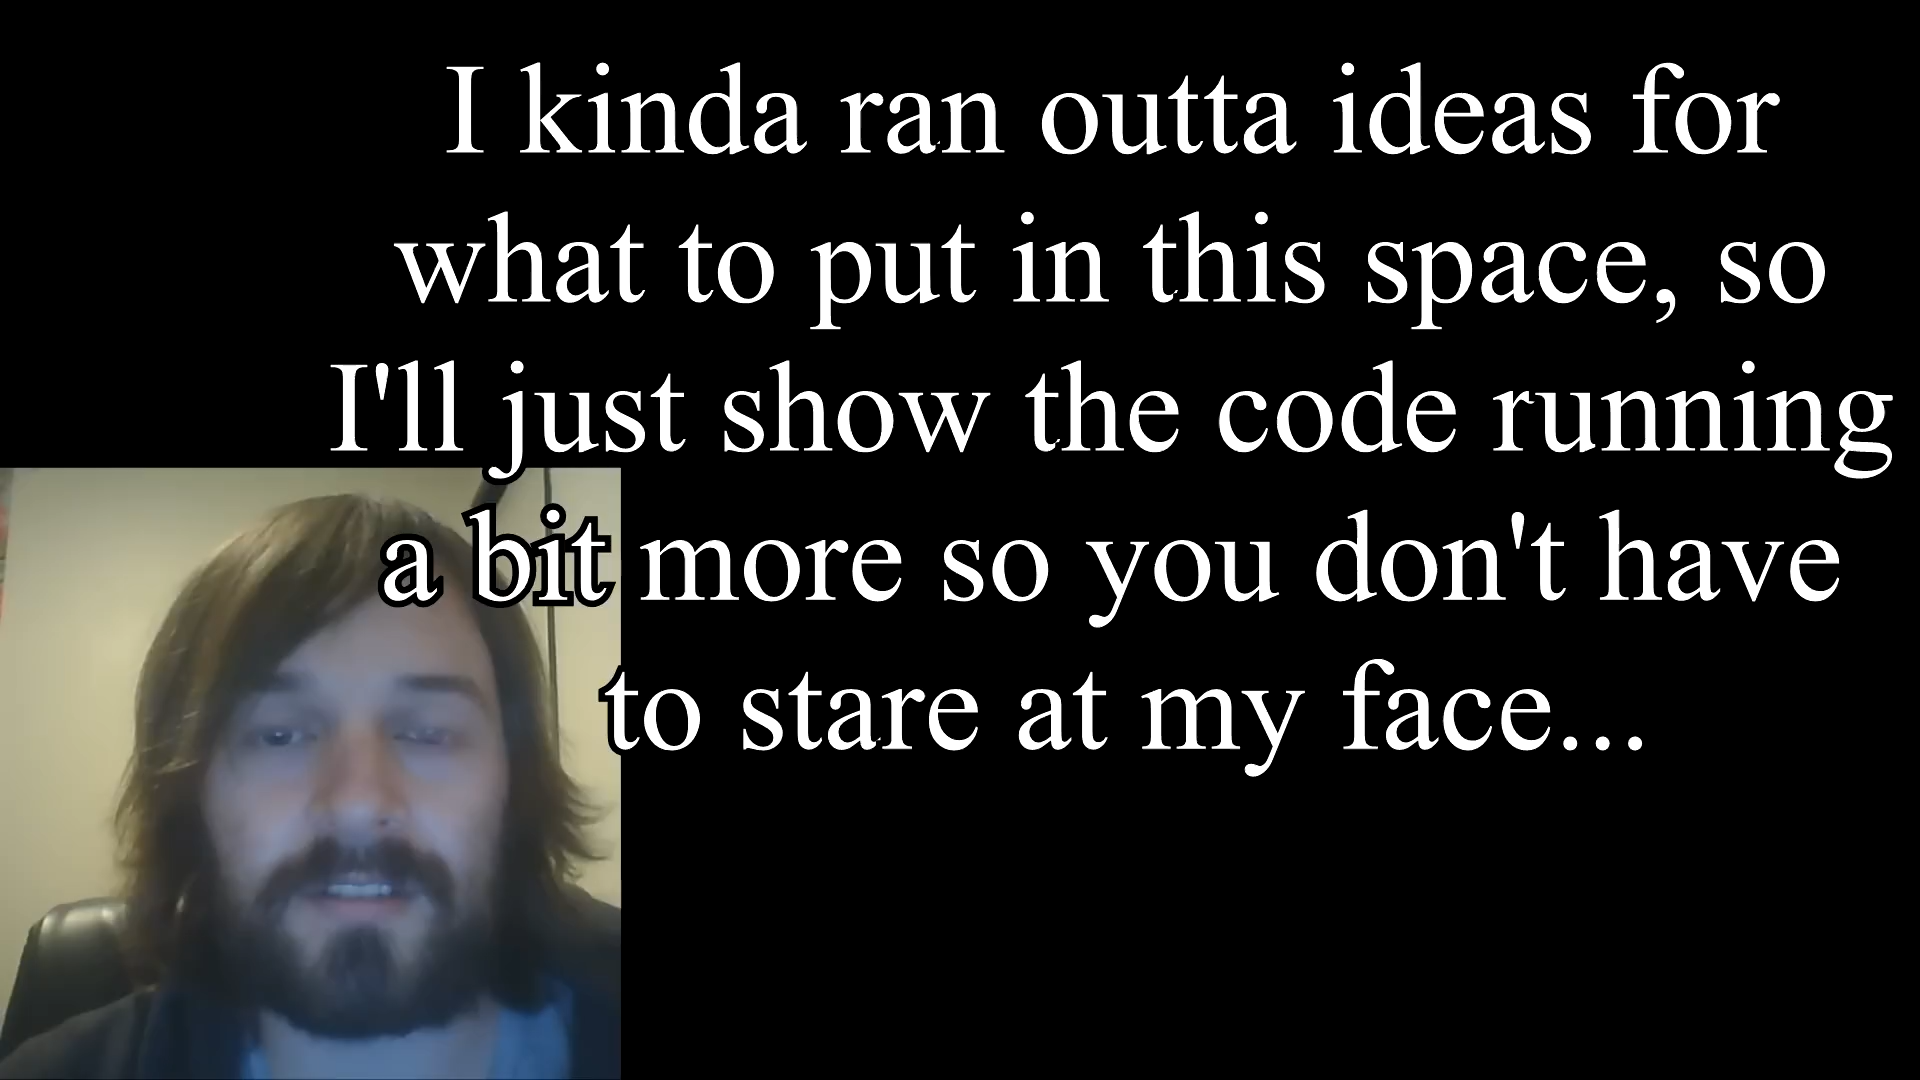 I kinda ran outta ideas for
what to put in this space, so
I'll just show the code running
a bit more so you don't have
to stare at my face...